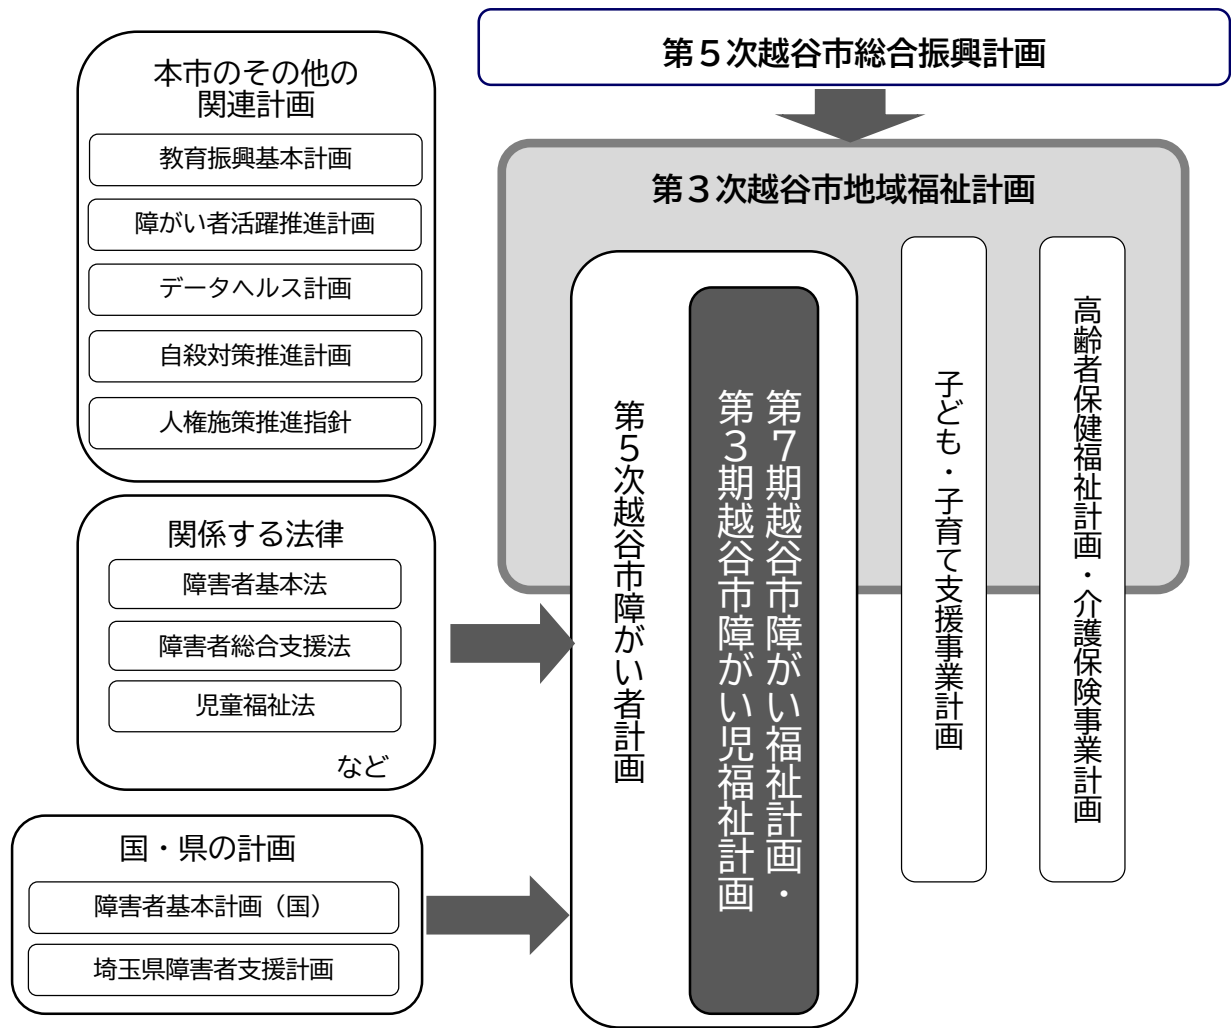 第５次越谷市総合振興計画
本市のその他の
関連計画
教育振興基本計画
障がい者活躍推進計画
データヘルス計画
自殺対策推進計画
人権施策推進指針
関係する法律
障害者基本法
障害者総合支援法
児童福祉法
など
国・県の計画
障害者基本計画（国）
埼玉県障害者支援計画
第３次越谷市地域福祉計画
第５次越谷市障がい者計画
第７期越谷市障がい福祉計画・
第３期越谷市障がい児福祉計画
子ども・子育て支援事業計画
高齢者保健福祉計画・介護保険事業計画